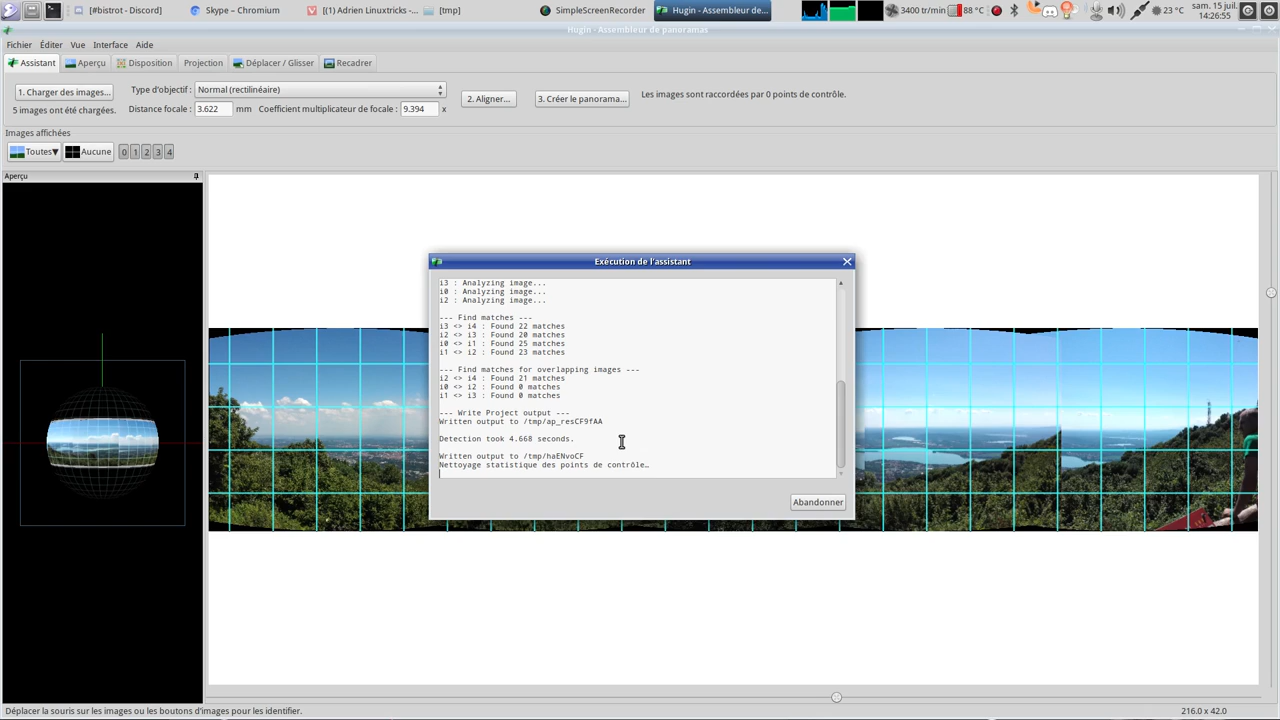 [#bistrot - Discord]
Skype – Chromium
[(1) Adrien Linuxtricks -...
[tmp]
SimpleScreenRecorder
Hugin - Assembleur de...
3400 tr/min
88 °C
23°C
sam. 15 juil.
14:26:55
Hugin - Assembleur de panoramas
Fichier Éditer Vue Interface Aide
Assistant Aperçu Disposition Projection Déplacer / Glisser Recadrer
1. Charger des images...
Type d'objectif : Normal (rectilinéaire)
2. Aligner...
3. Créer le panorama...
Les images sont raccordées par 0 points de contrôle.
5 images ont été chargées.
Distance focale : 3.622 mm Coefficient multiplicateur de focale : 9.394 x
Images affichées
Toutes▼ Aucune 0 1 2 3 4
Aperçu
Exécution de l'assistant
i3 : Analyzing image...
i0 : Analyzing image...
i2 : Analyzing image...
--- Find matches ---
i3 <> i4 : Found 22 matches
i2 <> i3 : Found 20 matches
i0 <> i1 : Found 25 matches
i1 <> i2 : Found 23 matches
--- Find matches for overlapping images ---
i2 <> i4 : Found 21 matches
i0 <> i2 : Found 0 matches
i1 <> i3 : Found 0 matches
--- Write Project output ---
Written output to /tmp/ap_resCF9fAA
Detection took 4.668 seconds.
Written output to /tmp/haENvoCF
Nettoyage statistique des points de contrôle…
Abandonner
Déplacer la souris sur les images ou les boutons d'images pour les identifier.
216.0 x 42.0